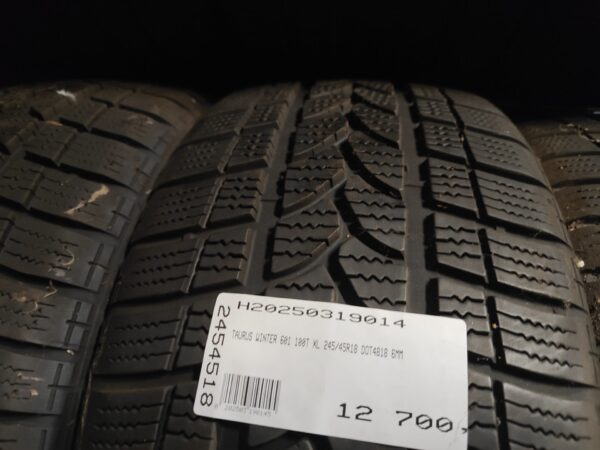 H20250319014
TAURUS WINTER 601 100T XL 245/45R18 DOT4818 6MM
2454518
12 700,